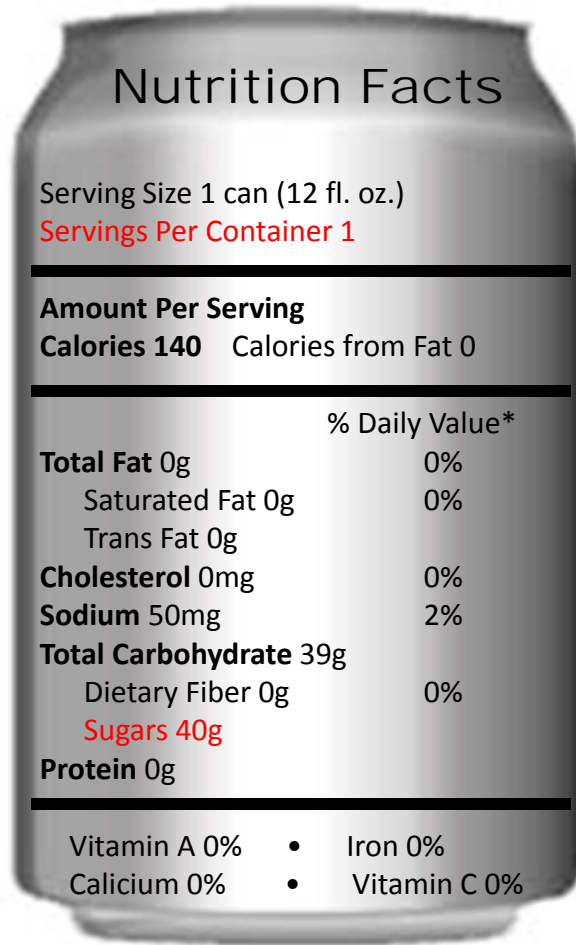 Nutrition Facts
Serving Size 1 can (12 fl. oz.)
Servings Per Container 1
Amount Per Serving
Calories 140 Calories from Fat 0
% Daily Value*
Total Fat 0g 0%
Saturated Fat 0g 0%
Trans Fat 0g
Cholesterol 0mg 0%
Sodium 50mg 2%
Total Carbohydrate 39g
Dietary Fiber 0g 0%
Sugars 40g
Protein 0g
Vitamin A 0% • Iron 0%
Calicium 0% • Vitamin C 0%